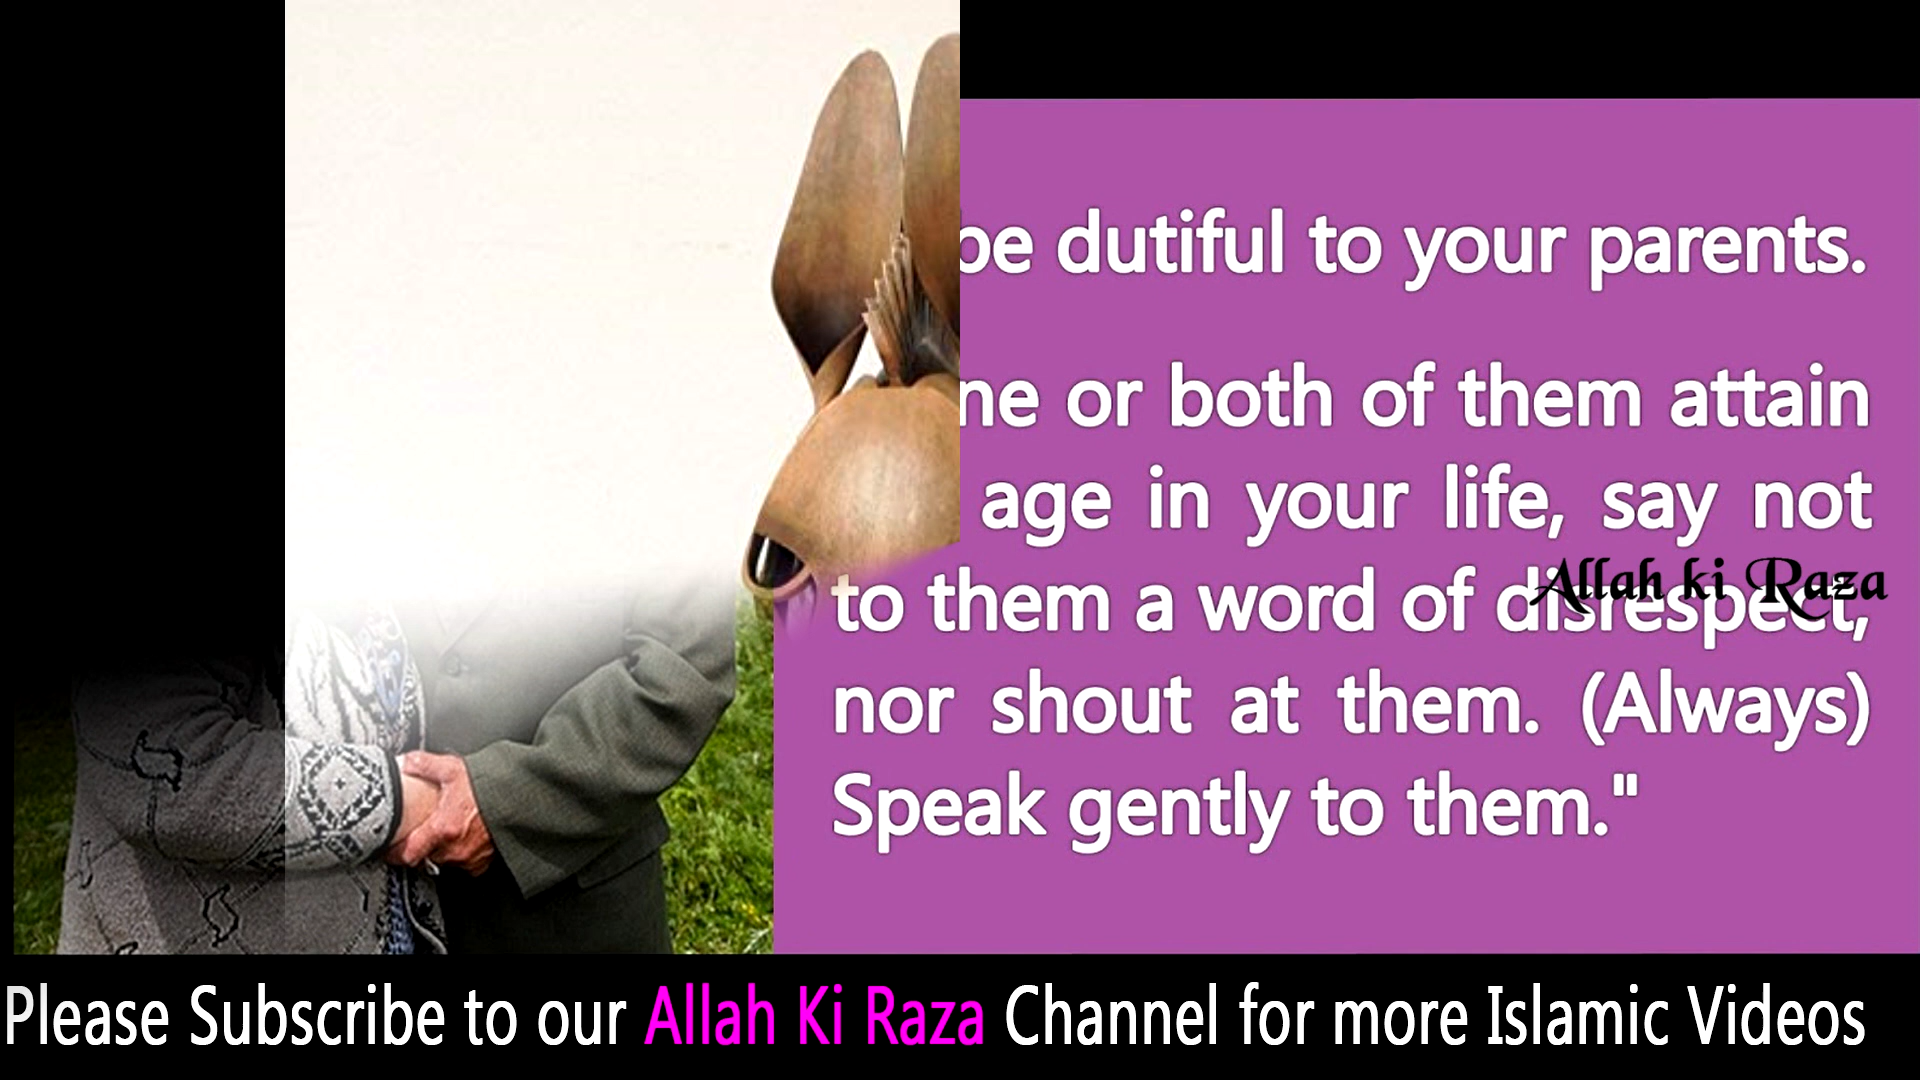 be dutiful to your parents.
or both of them attain
age in your life, say not
to them a word of disrespect,
Allah ki Raza
nor shout at them. (Always)
Speak gently to them."
Please Subscribe to our Allah Ki Raza Channel for more Islamic Videos